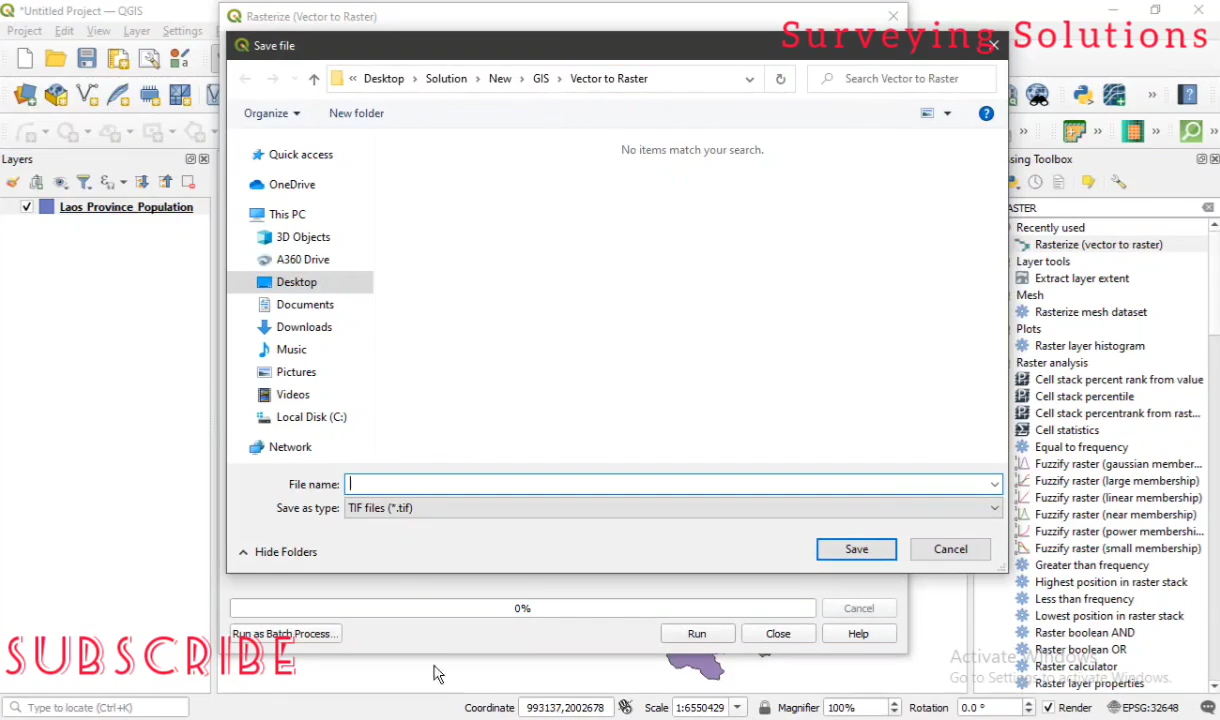 *Untitled Project — QGIS
Project Edit View Layer Settings
Rasterize (Vector to Raster)
Surveying Solutions
Save file
« Desktop › Solution › New › GIS › Vector to Raster
Search Vector to Raster
Organize
New folder
No items match your search.
Quick access
OneDrive
This PC
3D Objects
A360 Drive
Desktop
Documents
Downloads
Music
Pictures
Videos
Local Disk (C:)
Network
File name:
Save as type: TIF files (*.tif)
Hide Folders
Save Cancel
Layers
Laos Province Population
ssing Toolbox
ASTER
Recently used
Rasterize (vector to raster)
Layer tools
Extract layer extent
Mesh
Rasterize mesh dataset
Plots
Raster layer histogram
Raster analysis
Cell stack percent rank from value
Cell stack percentile
Cell stack percentrank from rast...
Cell statistics
Equal to frequency
Fuzzify raster (gaussian member...
Fuzzify raster (large membership)
Fuzzify raster (linear membership)
Fuzzify raster (near membership)
Fuzzify raster (power membershi...
Fuzzify raster (small membership)
Greater than frequency
Highest position in raster stack
Less than frequency
Lowest position in raster stack
Raster boolean AND
Raster boolean OR
Raster calculator
Raster layer properties
0%
Cancel
Run as Batch Process...
Run Close Help
SUBSCRIBE
Activate Windows
Go to Settings to activate Windows.
Type to locate (Ctrl+K)
Coordinate 993137,2002678 Scale 1:6550429 Magnifier 100% Rotation 0.0 ° Render EPSG:32648